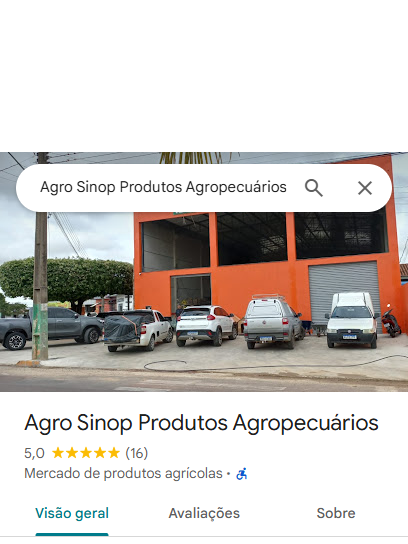 Agro Sinop Produtos Agropecuários
Agro Sinop Produtos Agropecuários
5,0 (16)
Mercado de produtos agrícolas ·
Visão geral Avaliações Sobre